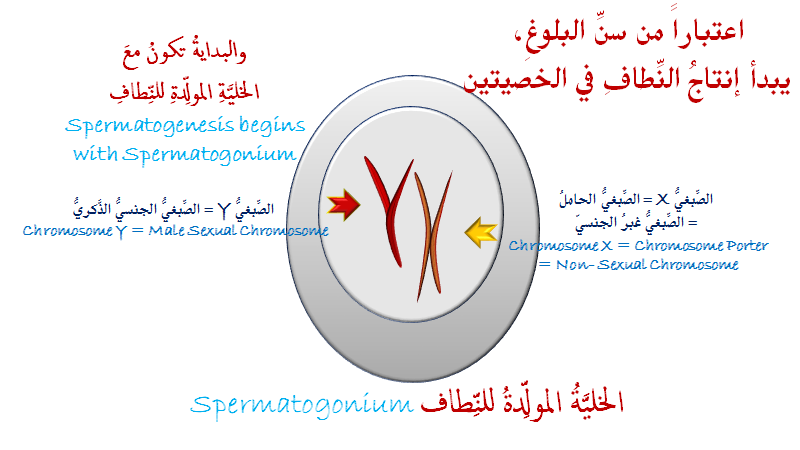 اعتباراً من سنِّ البلوغِ،
يبدأ إنتاجُ النِّطافِ في الخصيتين
والبدايةُ تكونُ معَ
الخليَّةِ المولِّدةِ للنِّطافِ
Spermatogenesis begins
with Spermatogonium
الصِّبغيُّ X = الصِّبغيُّ الحاملُ
= الصِّبغيُّ غيرُ الجنسيّ
Chromosome X = Chromosome Porter
= Non-Sexual Chromosome
الصِّبغيُّ Y = الصِّبغيُّ الجنسيُّ الذَّكريُّ
Chromosome Y = Male Sexual Chromosome
الخليَّةُ المولِّدةُ للنِّطاف Spermatogonium